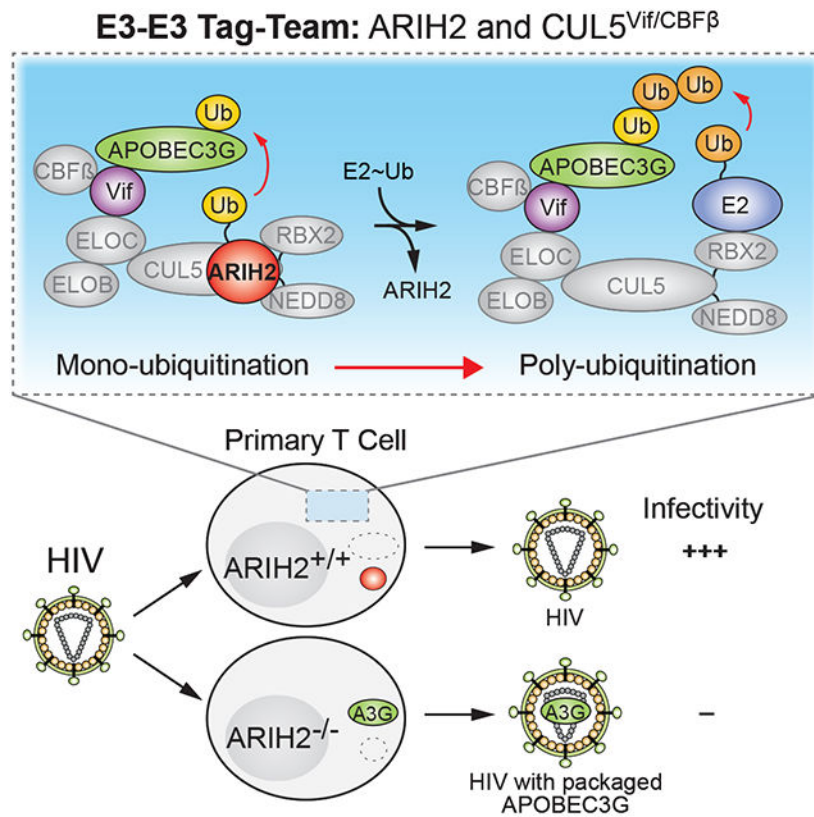 E3-E3 Tag-Team: ARIH2 and CUL5Vif/CBFβ
Ub
APOBEC3G
CBFß
Vif
Ub
ELOC
RBX2
CUL5
ARIH2
ELOB
NEDD8
E2~Ub
ARIH2
Ub
Ub
Ub
Ub
APOBEC3G
CBFß
Vif
E2
ELOC
RBX2
CUL5
ELOB
NEDD8
Mono-ubiquitination
Poly-ubiquitination
Primary T Cell
Infectivity
HIV
ARIH2+/+
HIV
+++
ARIH2-/-
A3G
A3G
–
HIV with packaged
APOBEC3G